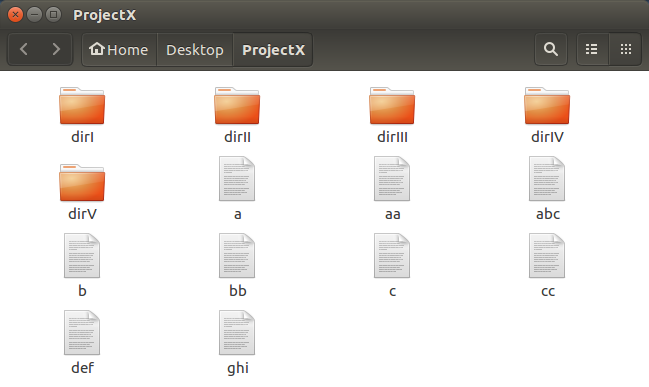 ProjectX
Home Desktop ProjectX
dirI dirII dirIII dirIV
dirV a aa abc
b bb c cc
def ghi